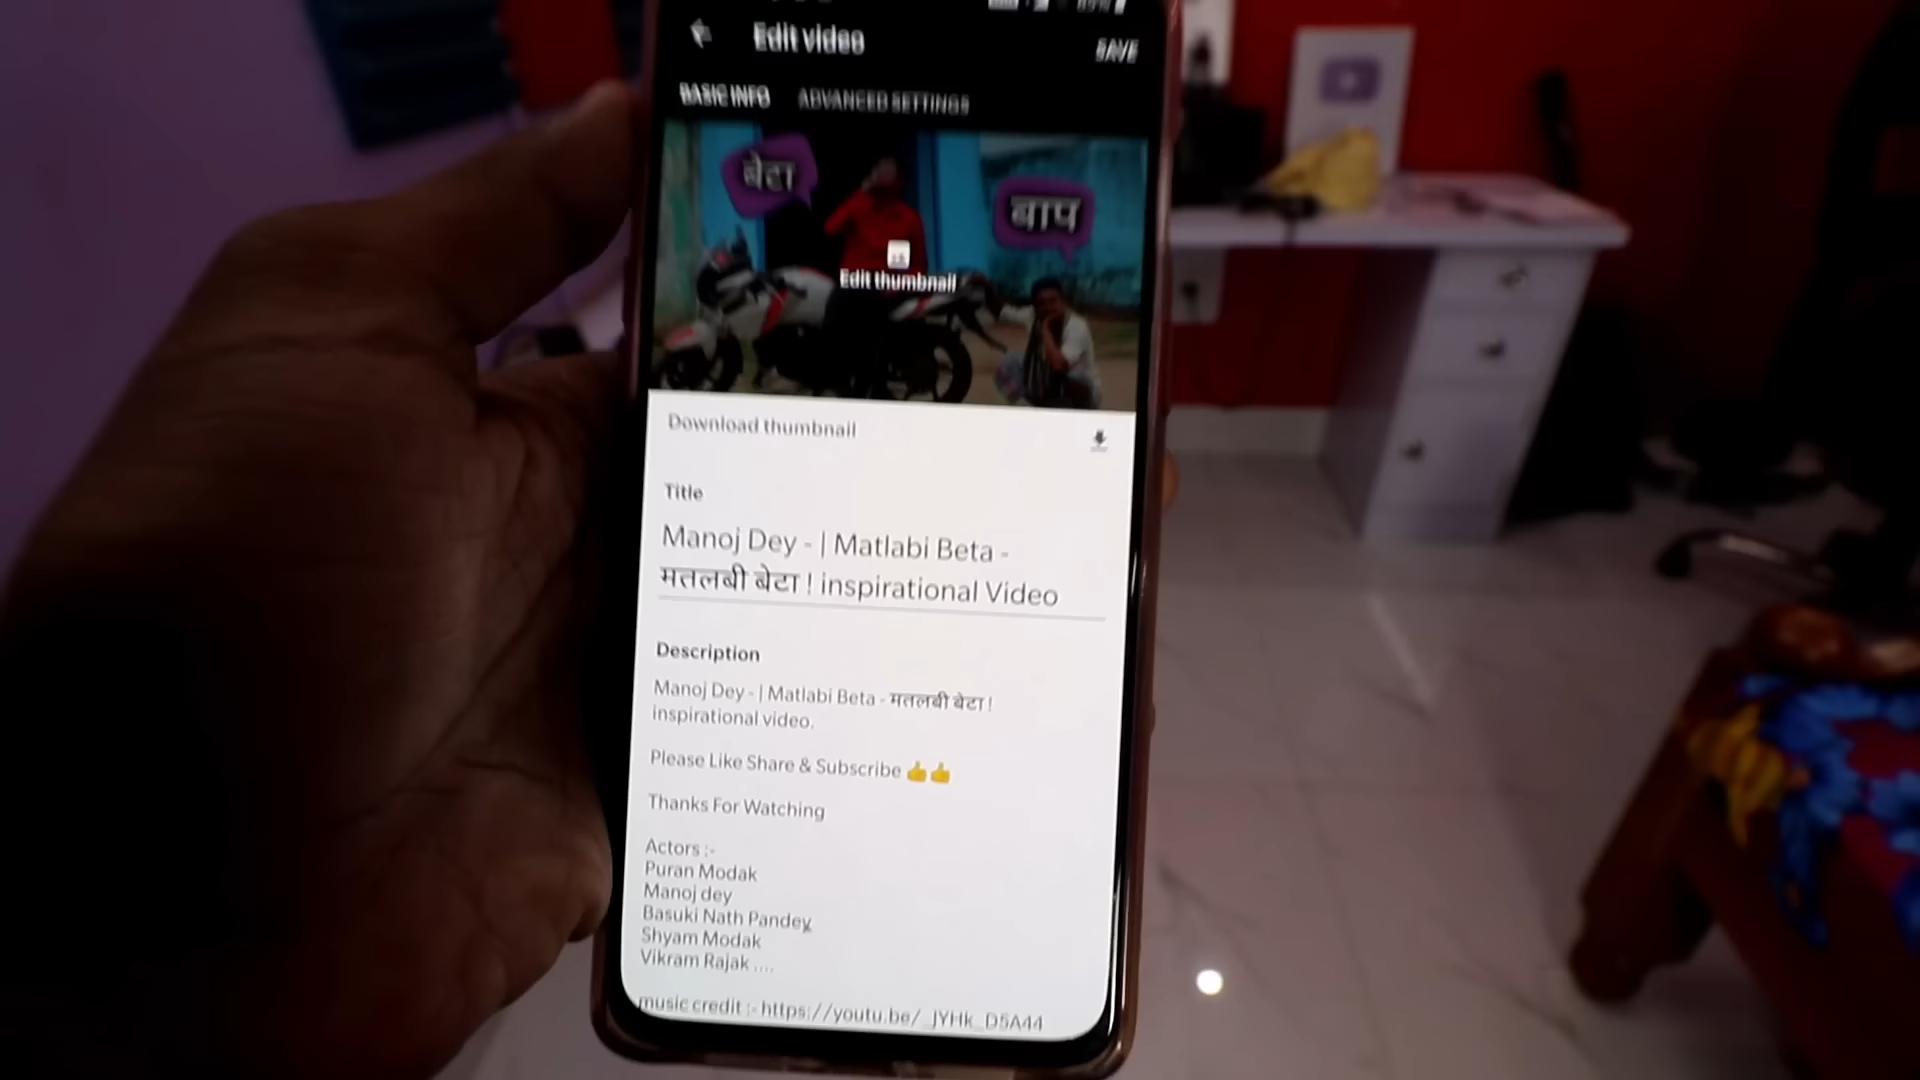 Edit video
SAVE
BASIC INFO
ADVANCED SETTINGS
बेटा
बाप
Edit thumbnail
Download thumbnail
Title
Manoj Dey - | Matlabi Beta -
मतलबी बेटा ! inspirational Video
Description
Manoj Dey - | Matlabi Beta - मतलबी बेटा !
inspirational video.
Please Like Share & Subscribe 👍👍
Thanks For Watching
Actors :-
Puran Modak
Manoj dey
Basuki Nath Pandey
Shyam Modak
Vikram Rajak ....
music credit :- https://youtu.be/_JYHk_D5A44